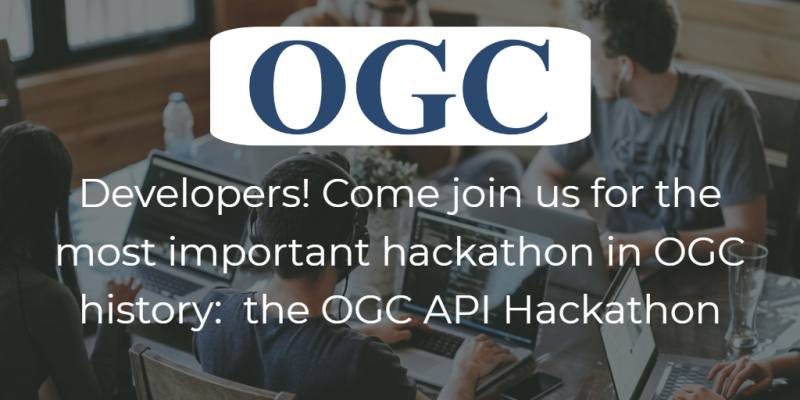 OGC
Developers! Come join us for the
most important hackathon in OGC
history:  the OGC API Hackathon